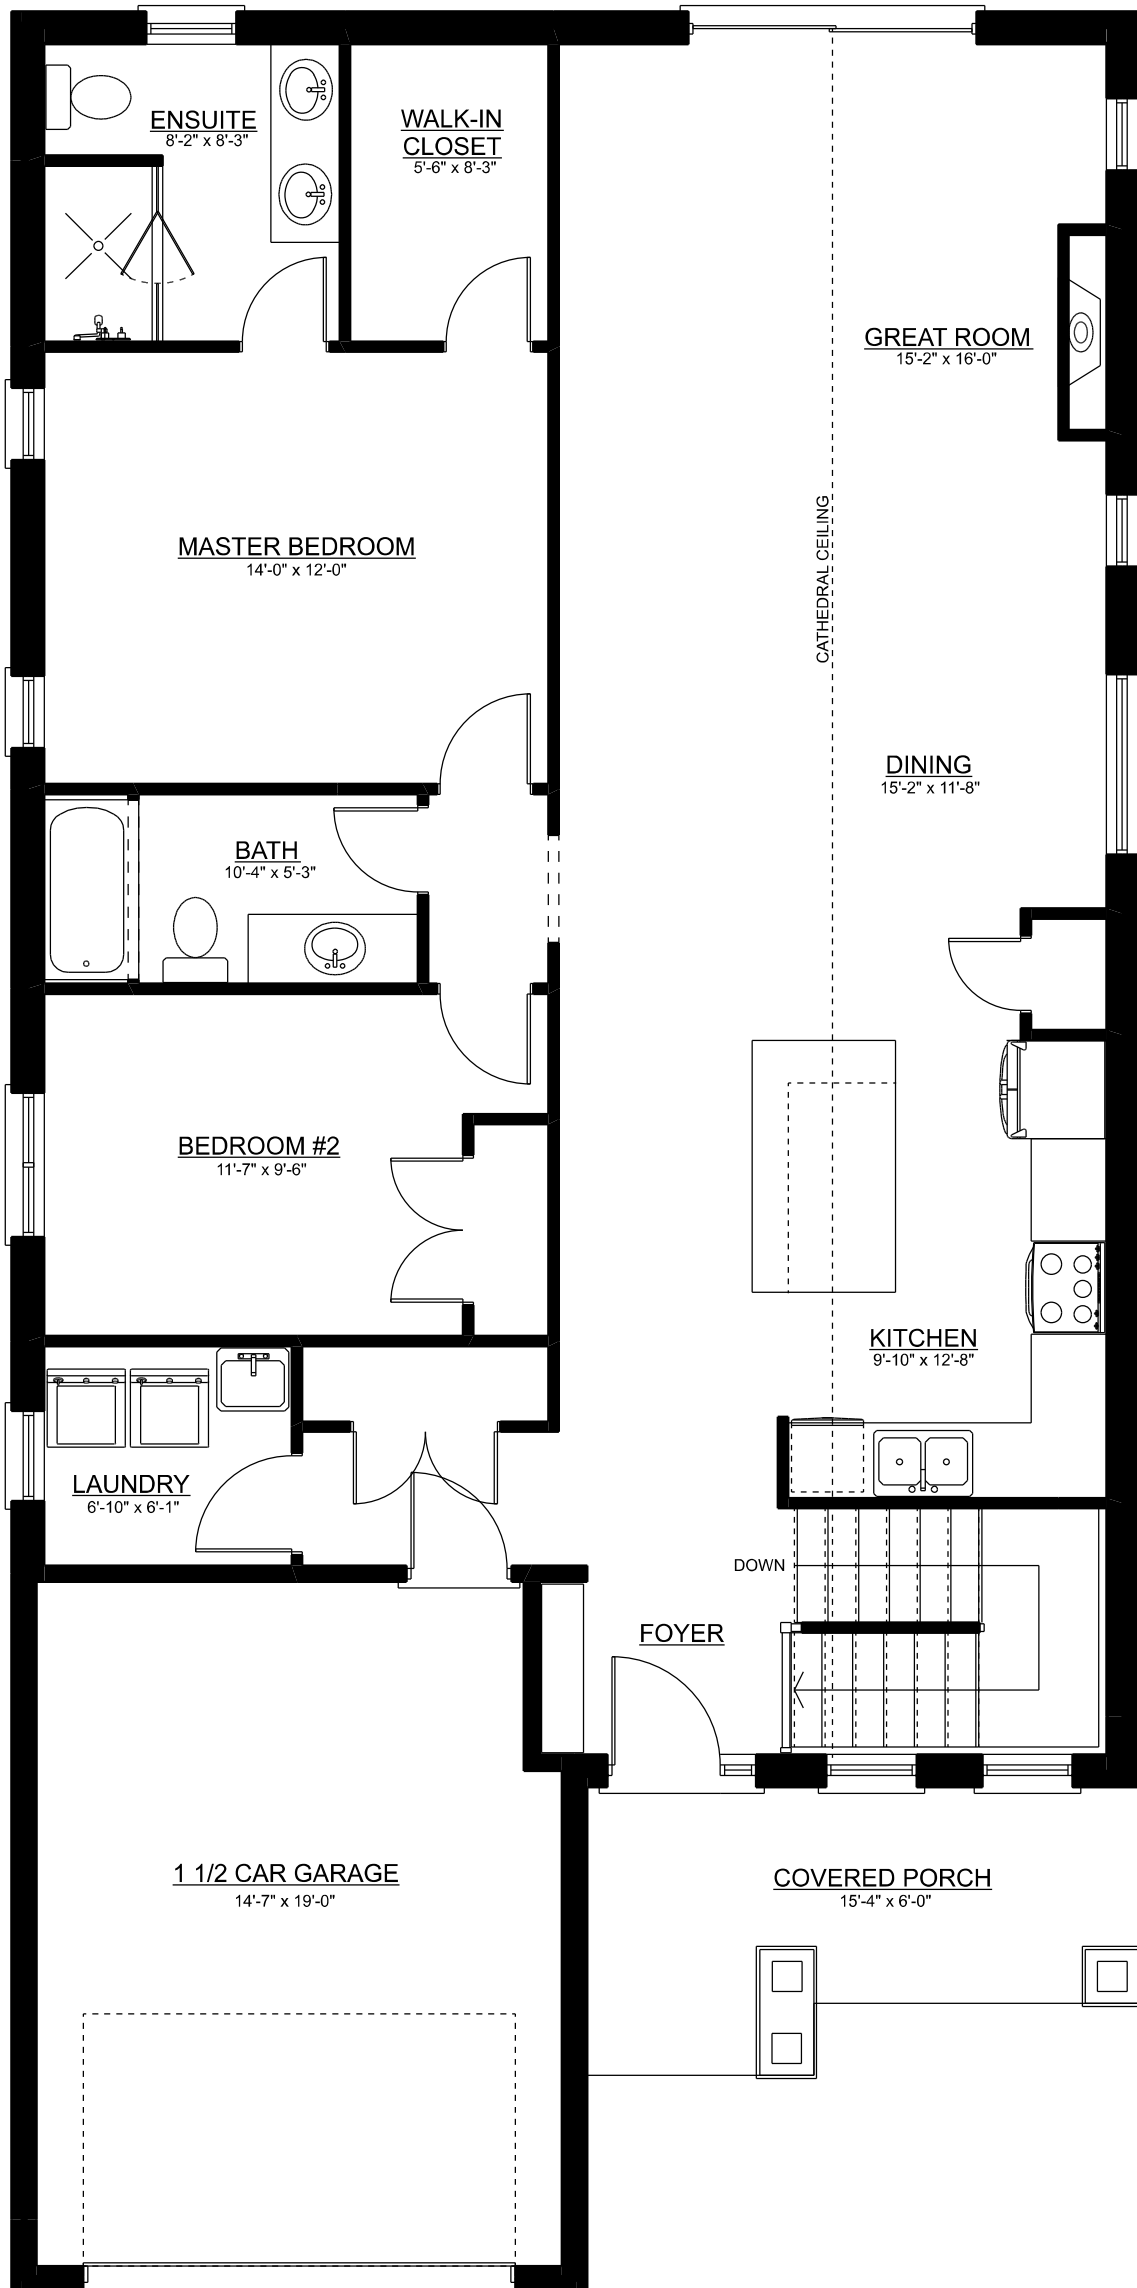 ENSUITE
8'-2" x 8'-3"
WALK-IN
CLOSET
5'-6" x 8'-3"
GREAT ROOM
15'-2" x 16'-0"
CATHEDRAL CEILING
MASTER BEDROOM
14'-0" x 12'-0"
DINING
15'-2" x 11'-8"
BATH
10'-4" x 5'-3"
BEDROOM #2
11'-7" x 9'-6"
KITCHEN
9'-10" x 12'-8"
LAUNDRY
6'-10" x 6'-1"
DOWN
FOYER
1 1/2 CAR GARAGE
14'-7" x 19'-0"
COVERED PORCH
15'-4" x 6'-0"